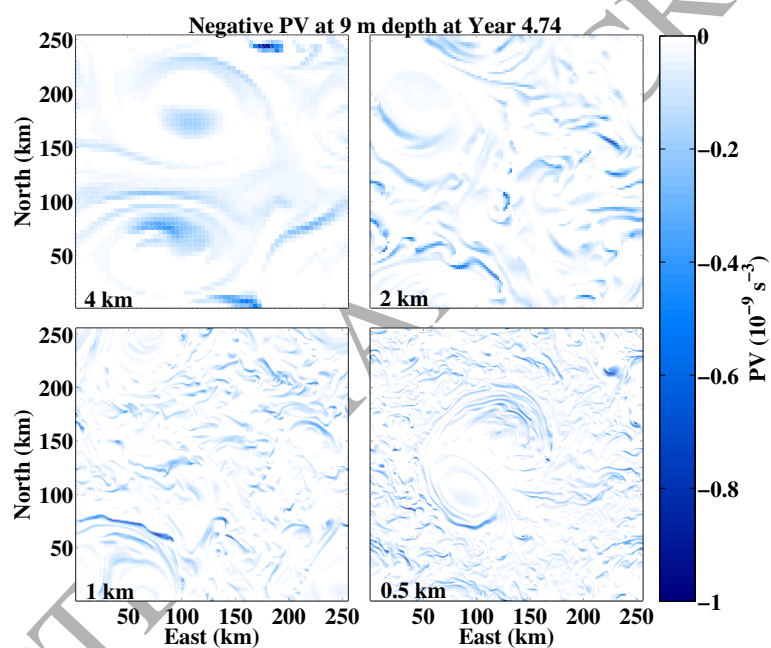 Negative PV at 9 m depth at Year 4.74
250
200
150
100
50
North (km)
4 km
2 km
250
200
150
100
50
North (km)
1 km
0.5 km
50 100 150 200 250
East (km)
50 100 150 200 250
East (km)
0
−0.2
−0.4
−0.6
−0.8
−1
PV (10⁻⁹ s⁻³)